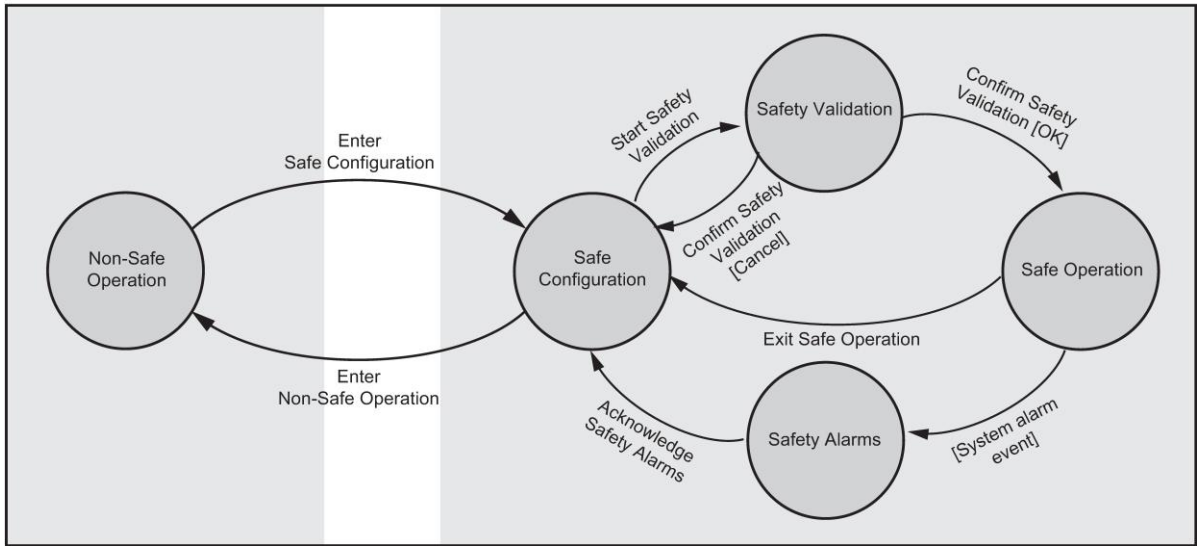 Enter
Safe Configuration
Non-Safe
Operation
Enter
Non-Safe Operation
Safe
Configuration
Start Safety
Validation
Safety Validation
Confirm Safety
Validation
[Cancel]
Confirm Safety
Validation [OK]
Safe Operation
Exit Safe Operation
[System alarm
event]
Safety Alarms
Acknowledge
Safety Alarms